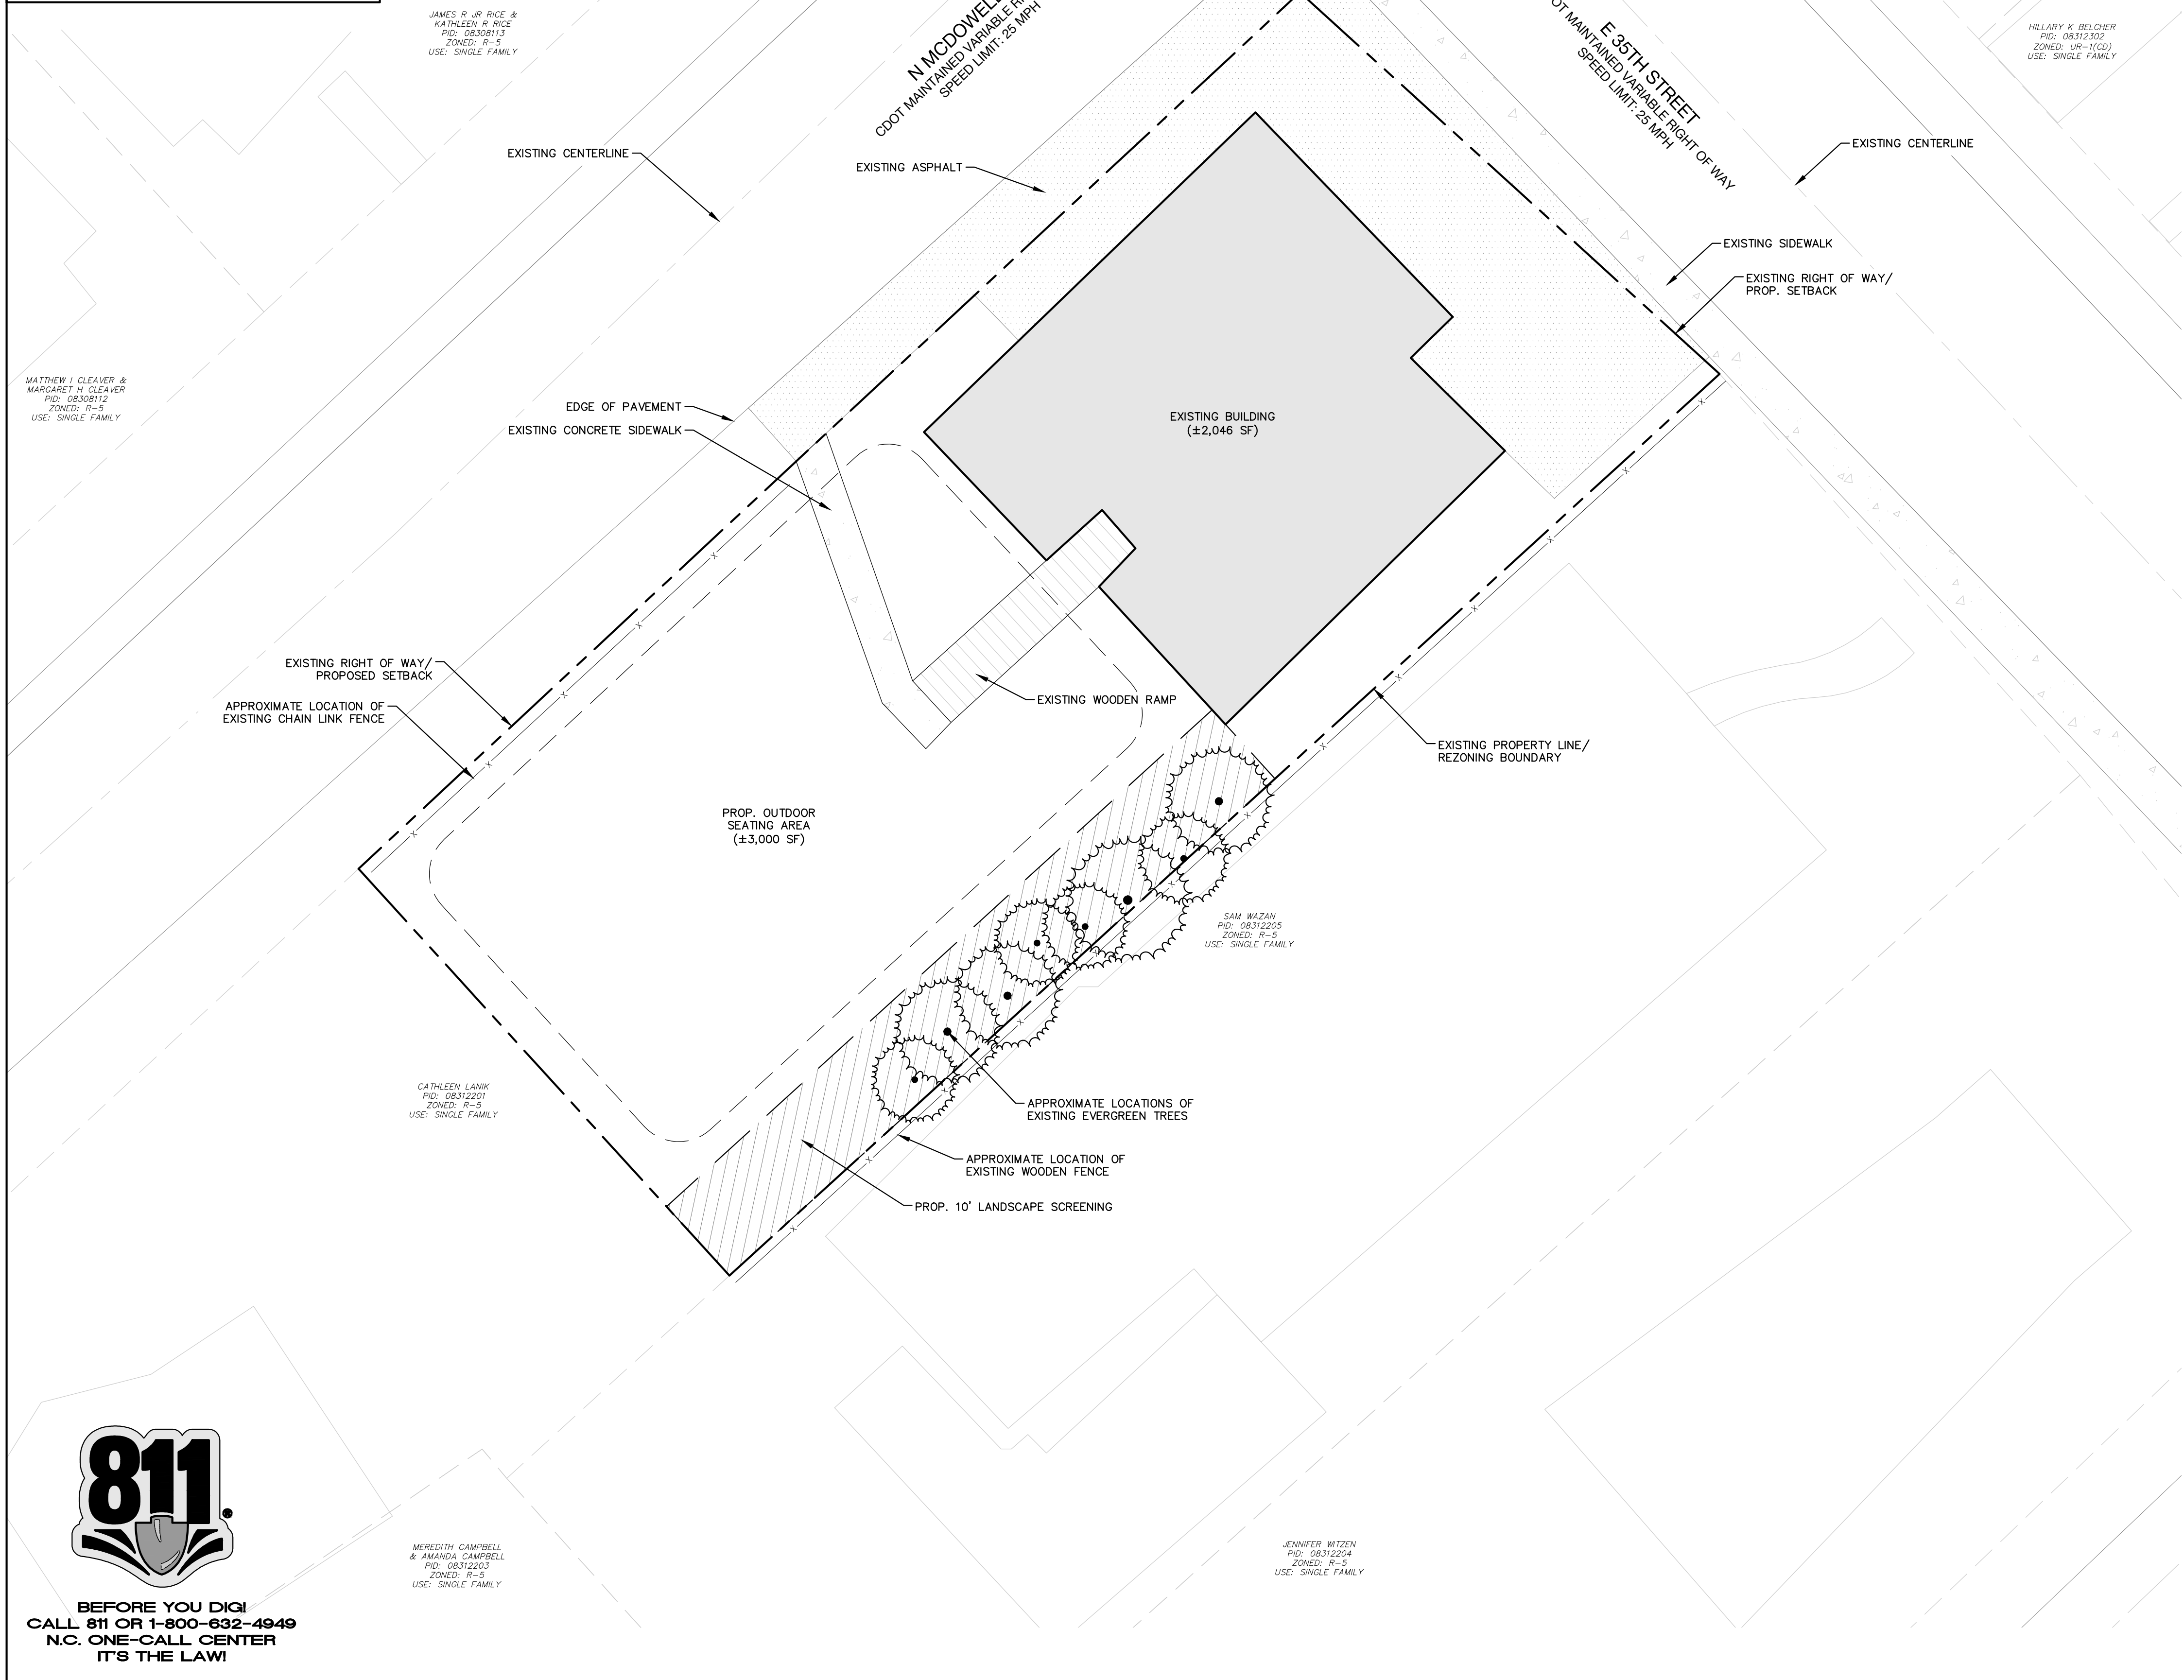 JAMES R JR RICE &
KATHLEEN R RICE
PID: 08308113
ZONED: R-5
USE: SINGLE FAMILY
N MCDOWELL
CDOT MAINTAINED VARIABLE
SPEED LIMIT: 25 MPH
E 35TH STREET
MAINTAINED VARIABLE RIGHT OF WAY
SPEED LIMIT: 25 MPH
HILLARY K BELCHER
PID: 08312302
ZONED: UR-1(CD)
USE: SINGLE FAMILY
EXISTING CENTERLINE
EXISTING ASPHALT
EXISTING CENTERLINE
EXISTING SIDEWALK
EXISTING RIGHT OF WAY/
PROP. SETBACK
MATTHEW I CLEAVER &
MARGARET H CLEAVER
PID: 08308112
ZONED: R-5
USE: SINGLE FAMILY
EDGE OF PAVEMENT
EXISTING CONCRETE SIDEWALK
EXISTING BUILDING
(±2,046 SF)
EXISTING RIGHT OF WAY/
PROPOSED SETBACK
APPROXIMATE LOCATION OF
EXISTING CHAIN LINK FENCE
EXISTING WOODEN RAMP
EXISTING PROPERTY LINE/
REZONING BOUNDARY
PROP. OUTDOOR
SEATING AREA
(±3,000 SF)
SAM WAZAN
PID: 08312205
ZONED: R-5
USE: SINGLE FAMILY
CATHLEEN LANIK
PID: 08312201
ZONED: R-5
USE: SINGLE FAMILY
APPROXIMATE LOCATIONS OF
EXISTING EVERGREEN TREES
APPROXIMATE LOCATION OF
EXISTING WOODEN FENCE
PROP. 10' LANDSCAPE SCREENING
811®
MEREDITH CAMPBELL
& AMANDA CAMPBELL
PID: 08312203
ZONED: R-5
USE: SINGLE FAMILY
JENNIFER WITZEN
PID: 08312204
ZONED: R-5
USE: SINGLE FAMILY
BEFORE YOU DIG!
CALL 811 OR 1-800-632-4949
N.C. ONE-CALL CENTER
IT'S THE LAW!